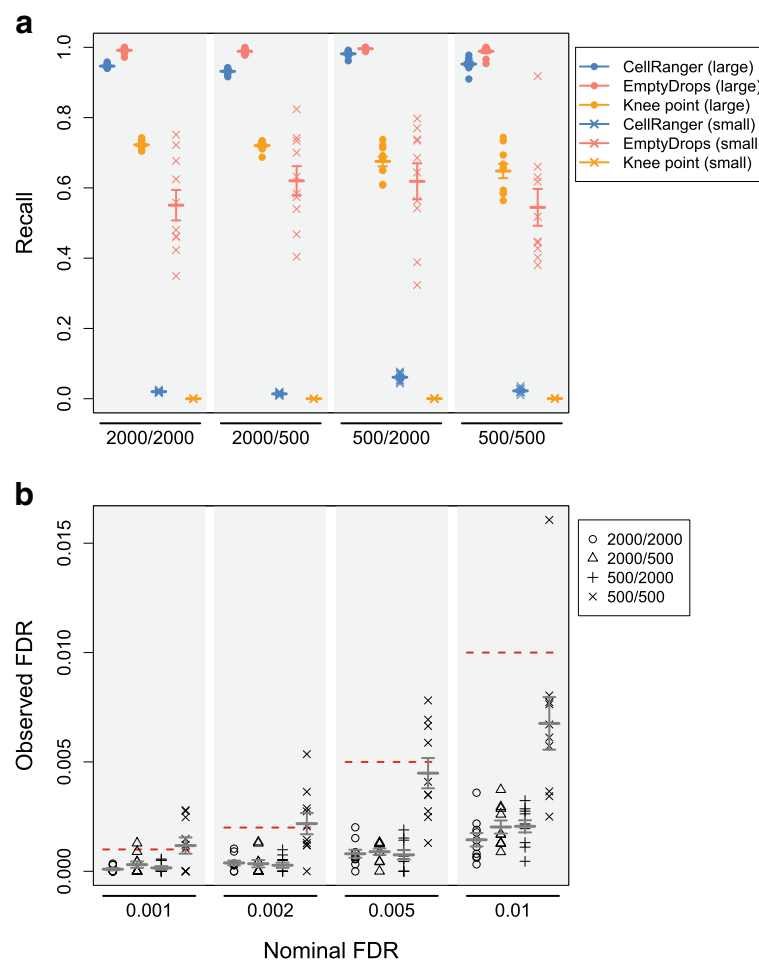 a
1.0
0.8
0.6
0.4
0.2
0.0
Recall
2000/2000
2000/500
500/2000
500/500
CellRanger (large)
EmptyDrops (large)
Knee point (large)
CellRanger (small)
EmptyDrops (small
Knee point (small)
b
0.015
0.010
0.005
0.000
Observed FDR
0.001
0.002
0.005
0.01
Nominal FDR
2000/2000
2000/500
500/2000
500/500